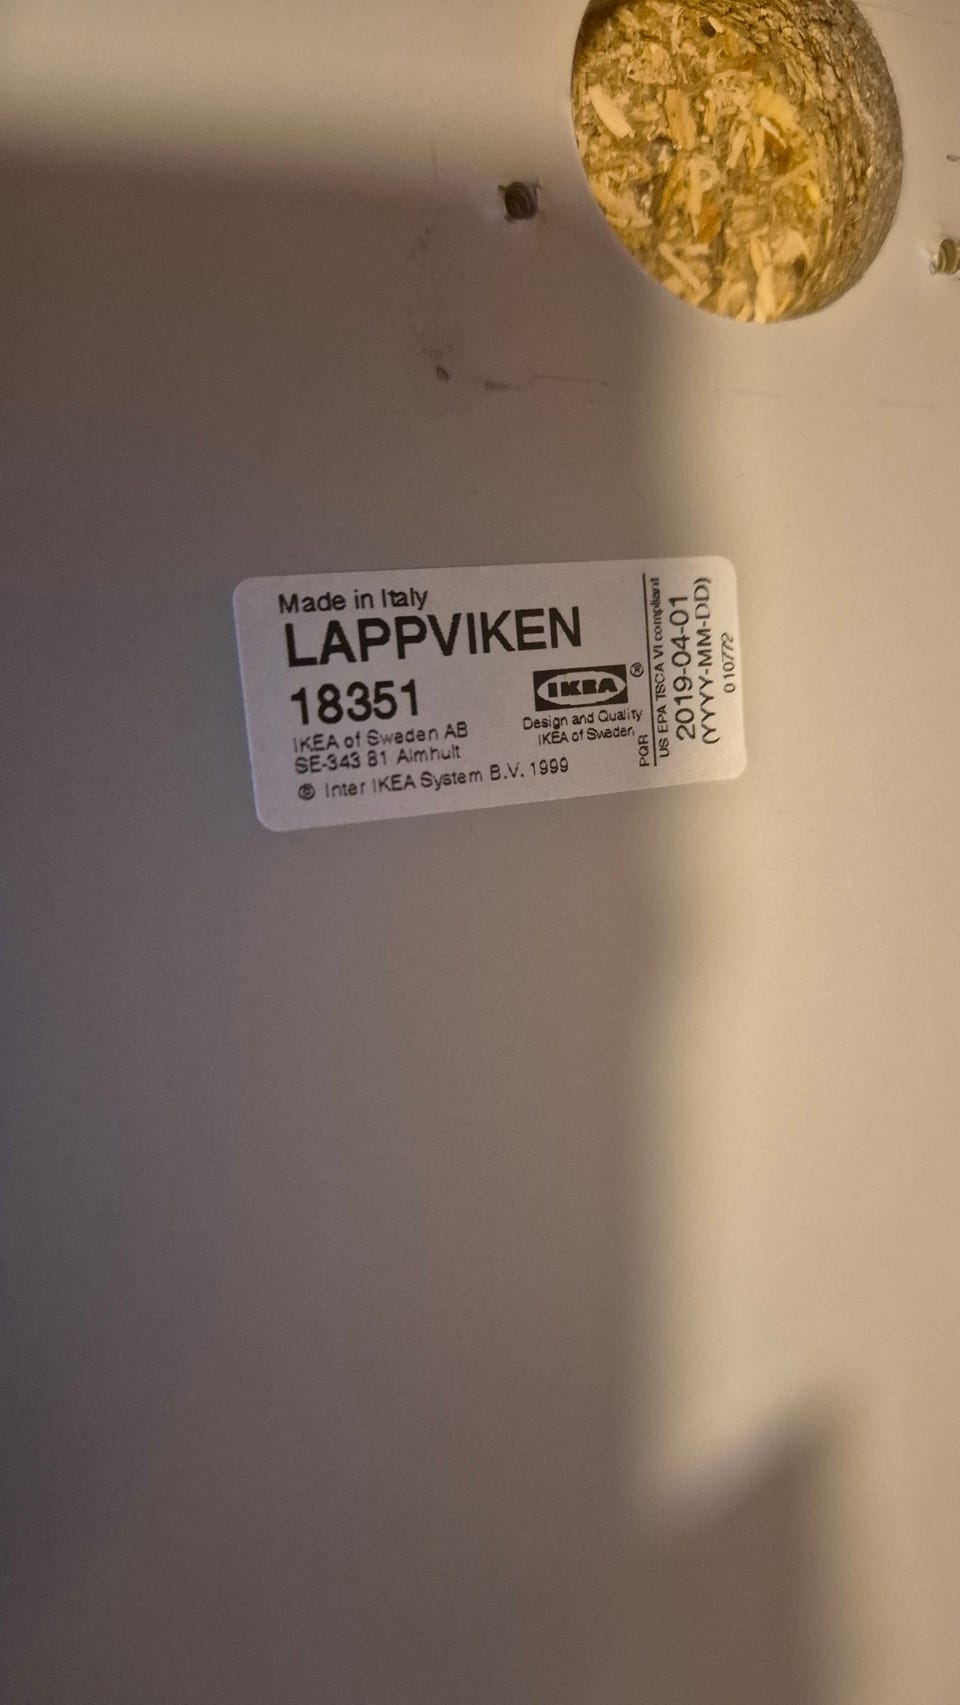 Made in Italy
LAPPVIKEN
18351
IKEA of Sweden AB
SE-343 81 Almhult
© Inter IKEA System B.V. 1999
IKEA ®
Design and Quality
IKEA of Sweden
PQR
US EPA TSCA VI compliant
2019-04-01
(YYYY-MM-DD)
010772